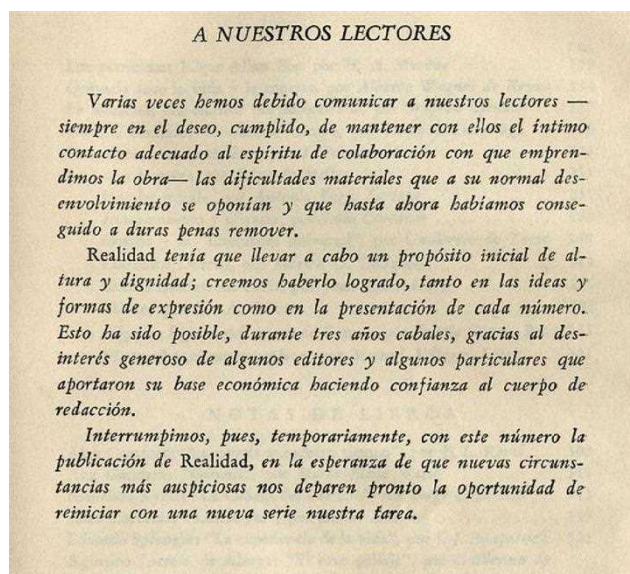 A NUESTROS LECTORES
Varias veces hemos debido comunicar a nuestros lectores —
siempre en el deseo, cumplido, de mantener con ellos el íntimo
contacto adecuado al espíritu de colaboración con que empren-
dimos la obra— las dificultades materiales que a su normal des-
envolvimiento se oponían y que hasta ahora habíamos conse-
guido a duras penas remover.
Realidad tenía que llevar a cabo un propósito inicial de al-
tura y dignidad; creemos haberlo logrado, tanto en las ideas y
formas de expresión como en la presentación de cada número.
Esto ha sido posible, durante tres años cabales, gracias al des-
interés generoso de algunos editores y algunos particulares que
aportaron su base económica haciendo confianza al cuerpo de
redacción.
Interrumpimos, pues, temporariamente, con este número la
publicación de Realidad, en la esperanza de que nuevas circuns-
tancias más auspiciosas nos deparen pronto la oportunidad de
reiniciar con una nueva serie nuestra tarea.